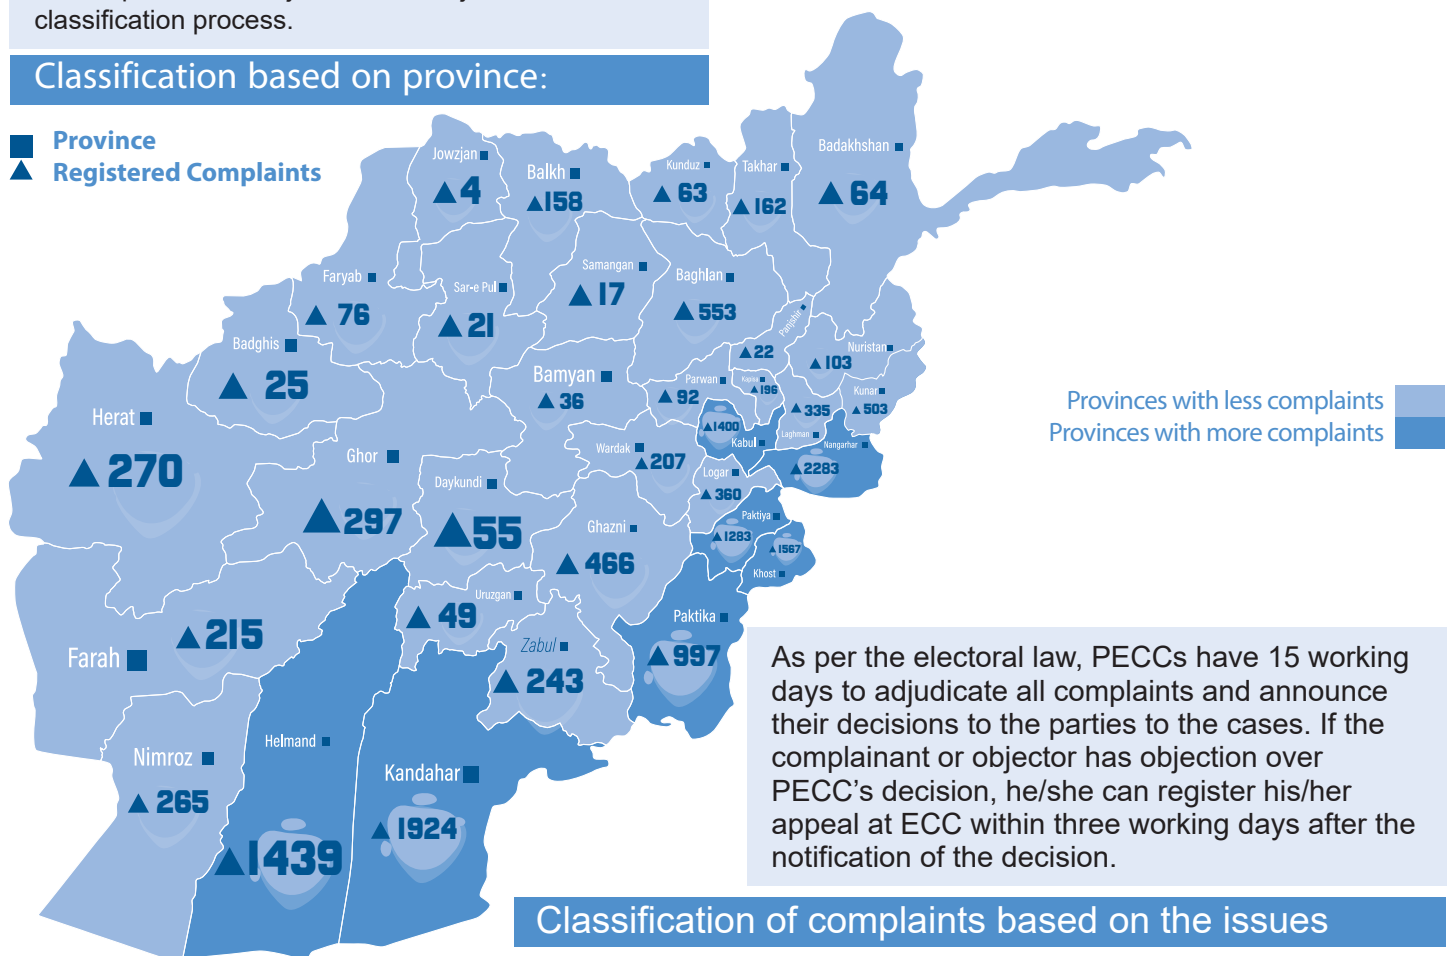 classification process.
Classification based on province:
Province
Registered Complaints
Jowzjan
4
Balkh
158
Kunduz
63
Takhar
162
Badakhshan
64
Faryab
76
Sar-e Pul
21
Samangan
17
Baghlan
553
Panjshir
22
Nuristan
103
Badghis
25
Bamyan
36
Parwan
92
Kapisa
196
Kunar
503
335
Laghman
Herat
270
1400
Kabul
Nangarhar
2283
Provinces with less complaints
Provinces with more complaints
Ghor
297
Daykundi
55
Wardak
207
Logar
360
Ghazni
466
Paktiya
1283
1567
Khost
Uruzgan
49
Farah
215
Zabul
243
Paktika
997
Nimroz
265
Helmand
1439
Kandahar
1924
As per the electoral law, PECCs have 15 working
days to adjudicate all complaints and announce
their decisions to the parties to the cases. If the
complainant or objector has objection over
PECC’s decision, he/she can register his/her
appeal at ECC within three working days after the
notification of the decision.
Classification of complaints based on the issues